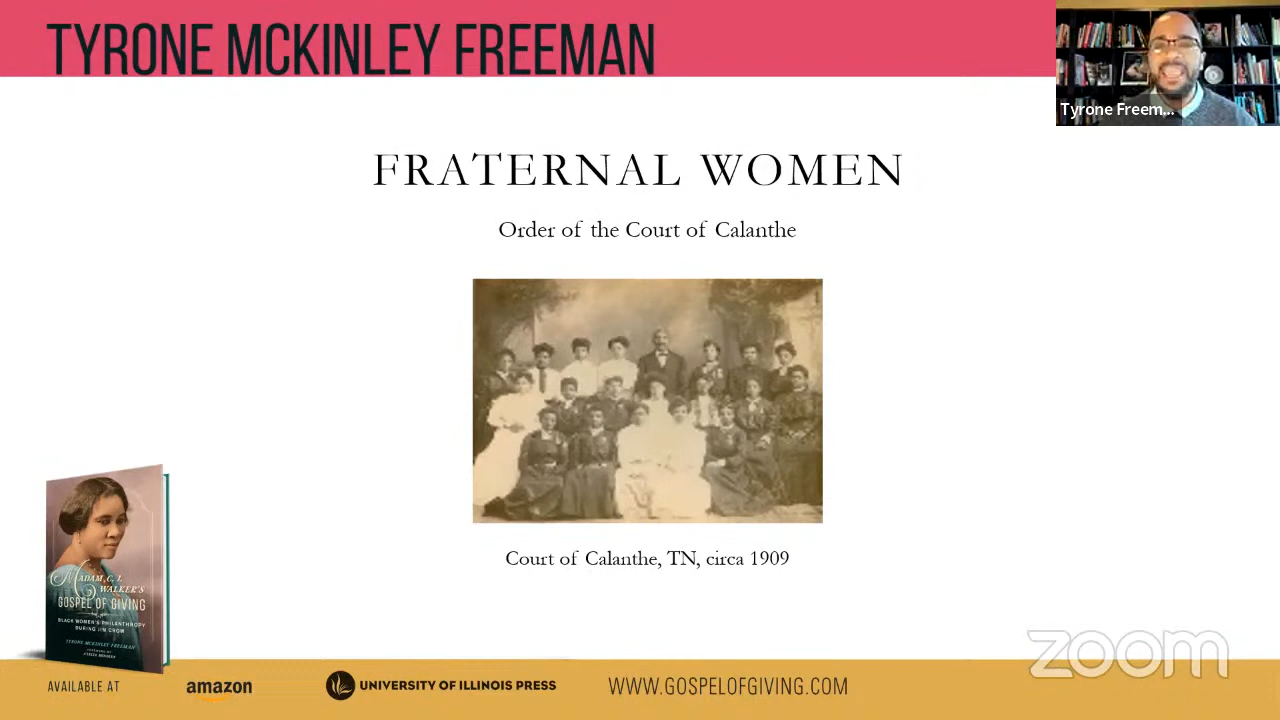 TYRONE MCKINLEY FREEMAN
Tyrone Freem...
FRATERNAL WOMEN
Order of the Court of Calanthe
Court of Calanthe, TN, circa 1909
MADAM C. J.
WALKER'S
GOSPEL OF GIVING
BLACK WOMEN'S PHILANTHROPY
DURING JIM CROW
TYRONE MCKINLEY FREEMAN
zoom
AVAILABLE AT
amazon
UNIVERSITY OF ILLINOIS PRESS
WWW.GOSPELOFGIVING.COM